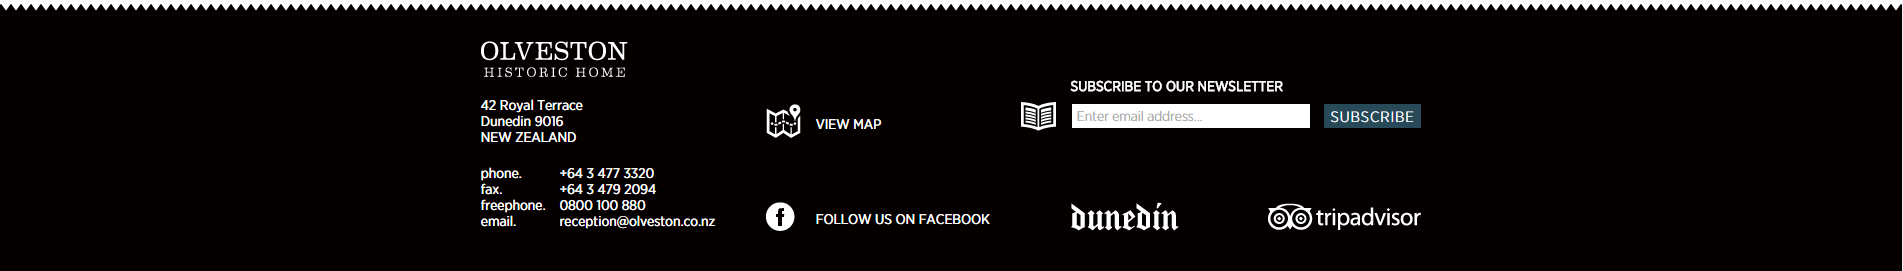 OLVESTON
HISTORIC HOME
42 Royal Terrace
Dunedin 9016
NEW ZEALAND
phone. +64 3 477 3320
fax. +64 3 479 2094
freephone. 0800 100 880
email. reception@olveston.co.nz
VIEW MAP
FOLLOW US ON FACEBOOK
SUBSCRIBE TO OUR NEWSLETTER
Enter email address... SUBSCRIBE
dunedin tripadvisor